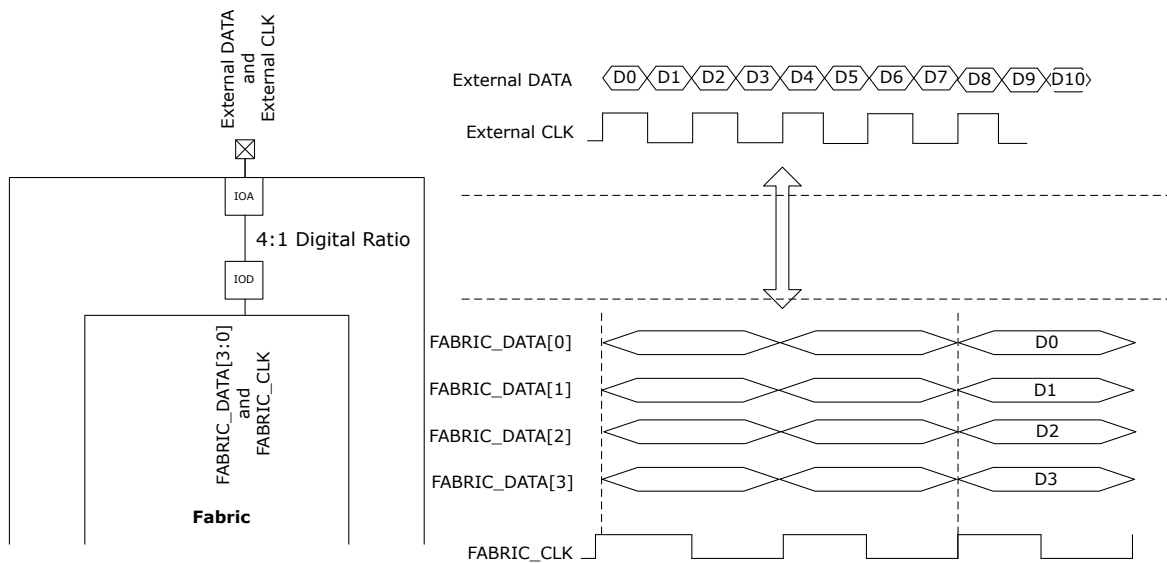 External DATA
and
External CLK
IOA
4:1 Digital Ratio
IOD
FABRIC_DATA[3:0]
and
FABRIC_CLK
Fabric
External DATA D0 D1 D2 D3 D4 D5 D6 D7 D8 D9 D10
External CLK
FABRIC_DATA[0] D0
FABRIC_DATA[1] D1
FABRIC_DATA[2] D2
FABRIC_DATA[3] D3
FABRIC_CLK